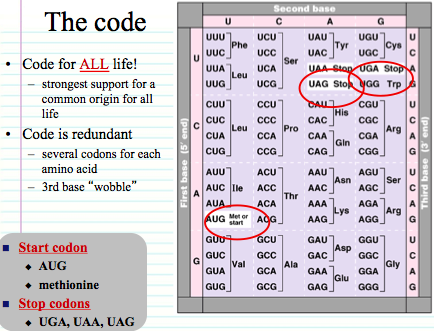 The code
• Code for ALL life!
– strongest support for a
common origin for all
life
• Code is redundant
– several codons for each
amino acid
– 3rd base “wobble”
■ Start codon
◆ AUG
◆ methionine
■ Stop codons
◆ UGA, UAA, UAG
Second base
U C A G
First base (5' end)
Third base (3' end)
U
UUU UCU UAU UGU U
UUC Phe UCC UAC Tyr UGC Cys C
UUA UCA Ser UAA Stop UGA Stop A
UUG Leu UCG UAG Stop UGG Trp G
C
CUU CCU CAU UGU U
CUC CCC CAC His CGC C
CUA Leu CCA Pro CAA CGA Arg A
CUG CCG CAG Gln CGG G
A
AUU ACU AAU AGU U
AUC Ile ACC AAC Asn AGC Ser C
AUA ACA Thr AAA AGA A
AUG Met or start ACG AAG Lys AGG Arg G
G
GUU GCU GAU GGU U
GUC GCC GAC Asp GGC C
GUA Val GCA Ala GAA GGA Gly A
GUG GCG GAG Glu GGG G